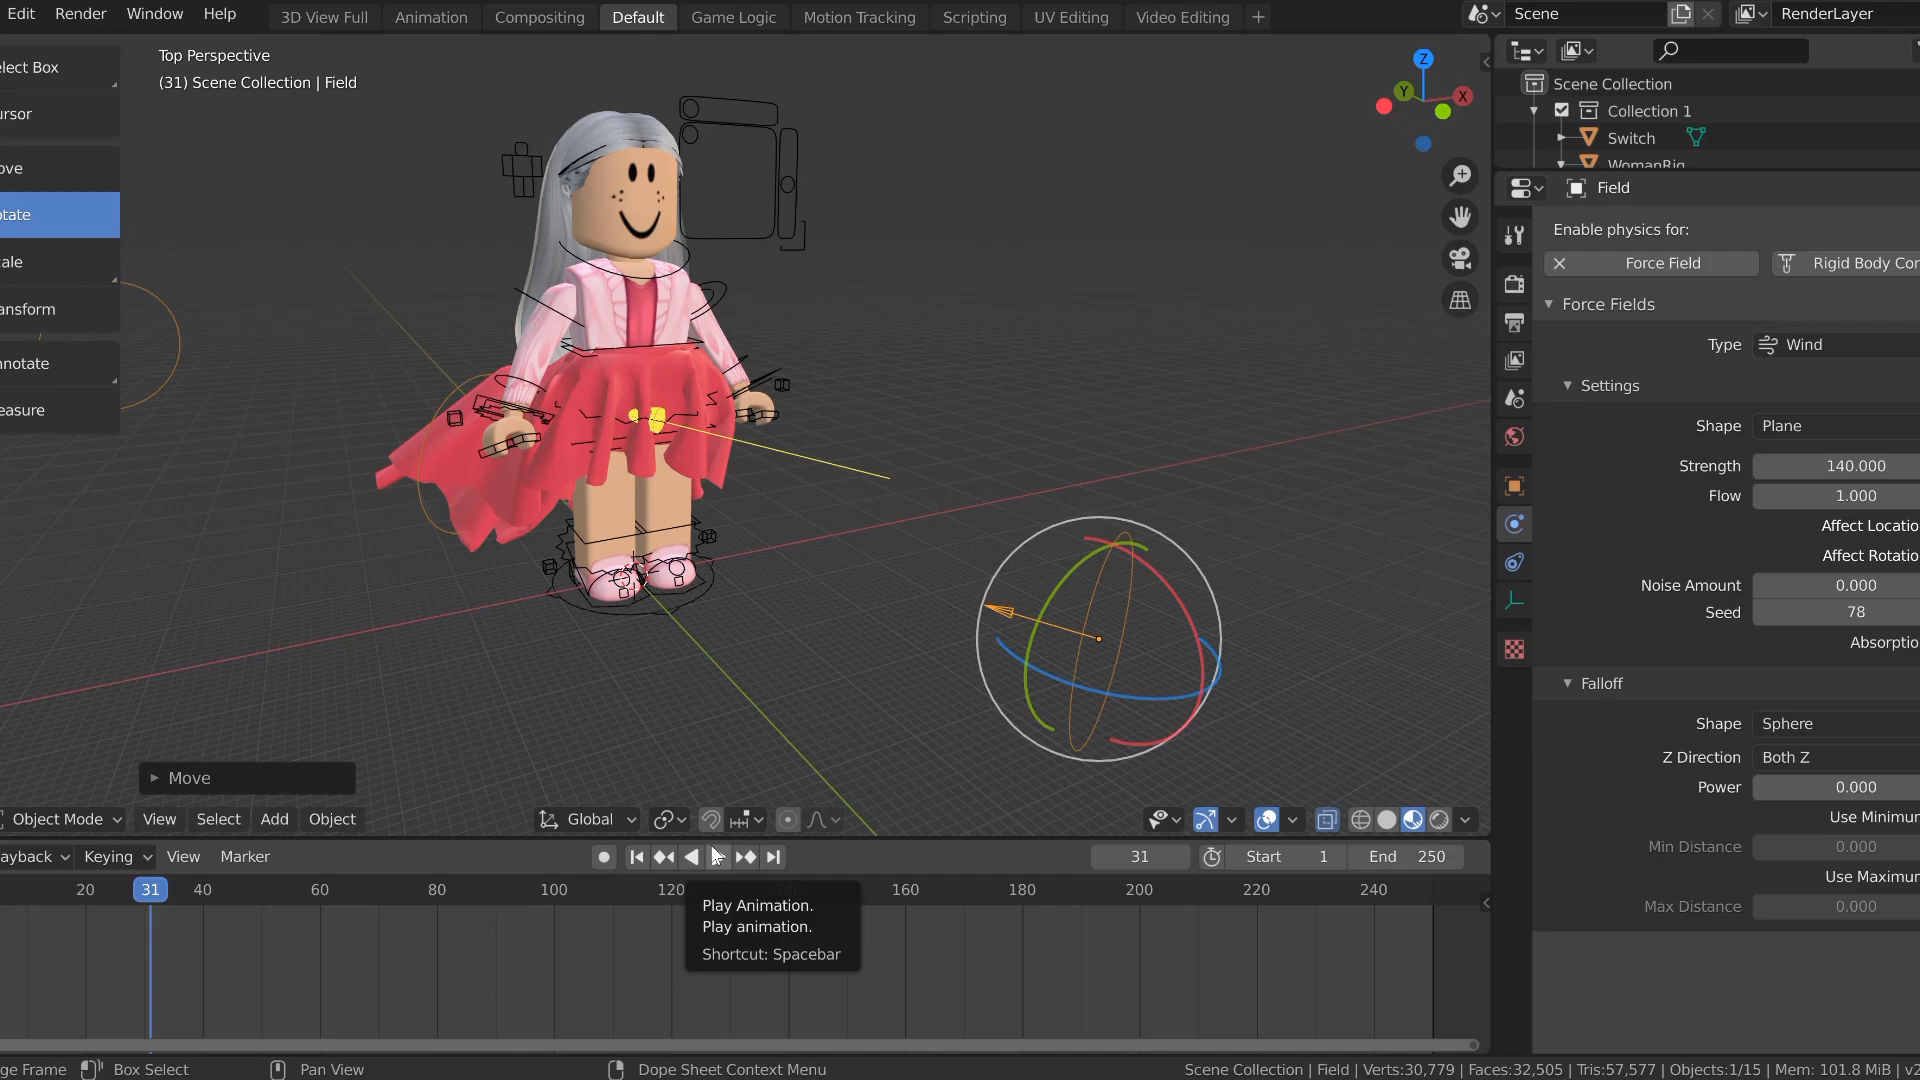 Edit Render Window Help
3D View Full Animation Compositing Default Game Logic Motion Tracking Scripting UV Editing Video Editing
Scene
RenderLayer
Top Perspective
(31) Scene Collection | Field
elect Box
ursor
ove
otate
cale
ansform
nnotate
easure
Z
Y
X
Scene Collection
Collection 1
Switch
WomanRig
Field
Enable physics for:
Force Field
Rigid Body Con
Force Fields
Type Wind
Settings
Shape Plane
Strength 140.000
Flow 1.000
Affect Locatio
Affect Rotatio
Noise Amount 0.000
Seed 78
Absorptio
Falloff
Shape Sphere
Z Direction Both Z
Power 0.000
Use Minimum
Min Distance 0.000
Use Maximum
Max Distance 0.000
Move
Object Mode View Select Add Object
Global
ayback Keying View Marker
31
Start 1
End 250
20 31 40 60 80 100 120 160 180 200 220 240
Play Animation.
Play animation.
Shortcut: Spacebar
ge Frame Box Select Pan View Dope Sheet Context Menu
Scene Collection | Field | Verts:30,779 | Faces:32,505 | Tris:57,577 | Objects:1/15 | Mem: 101.8 MiB | v2